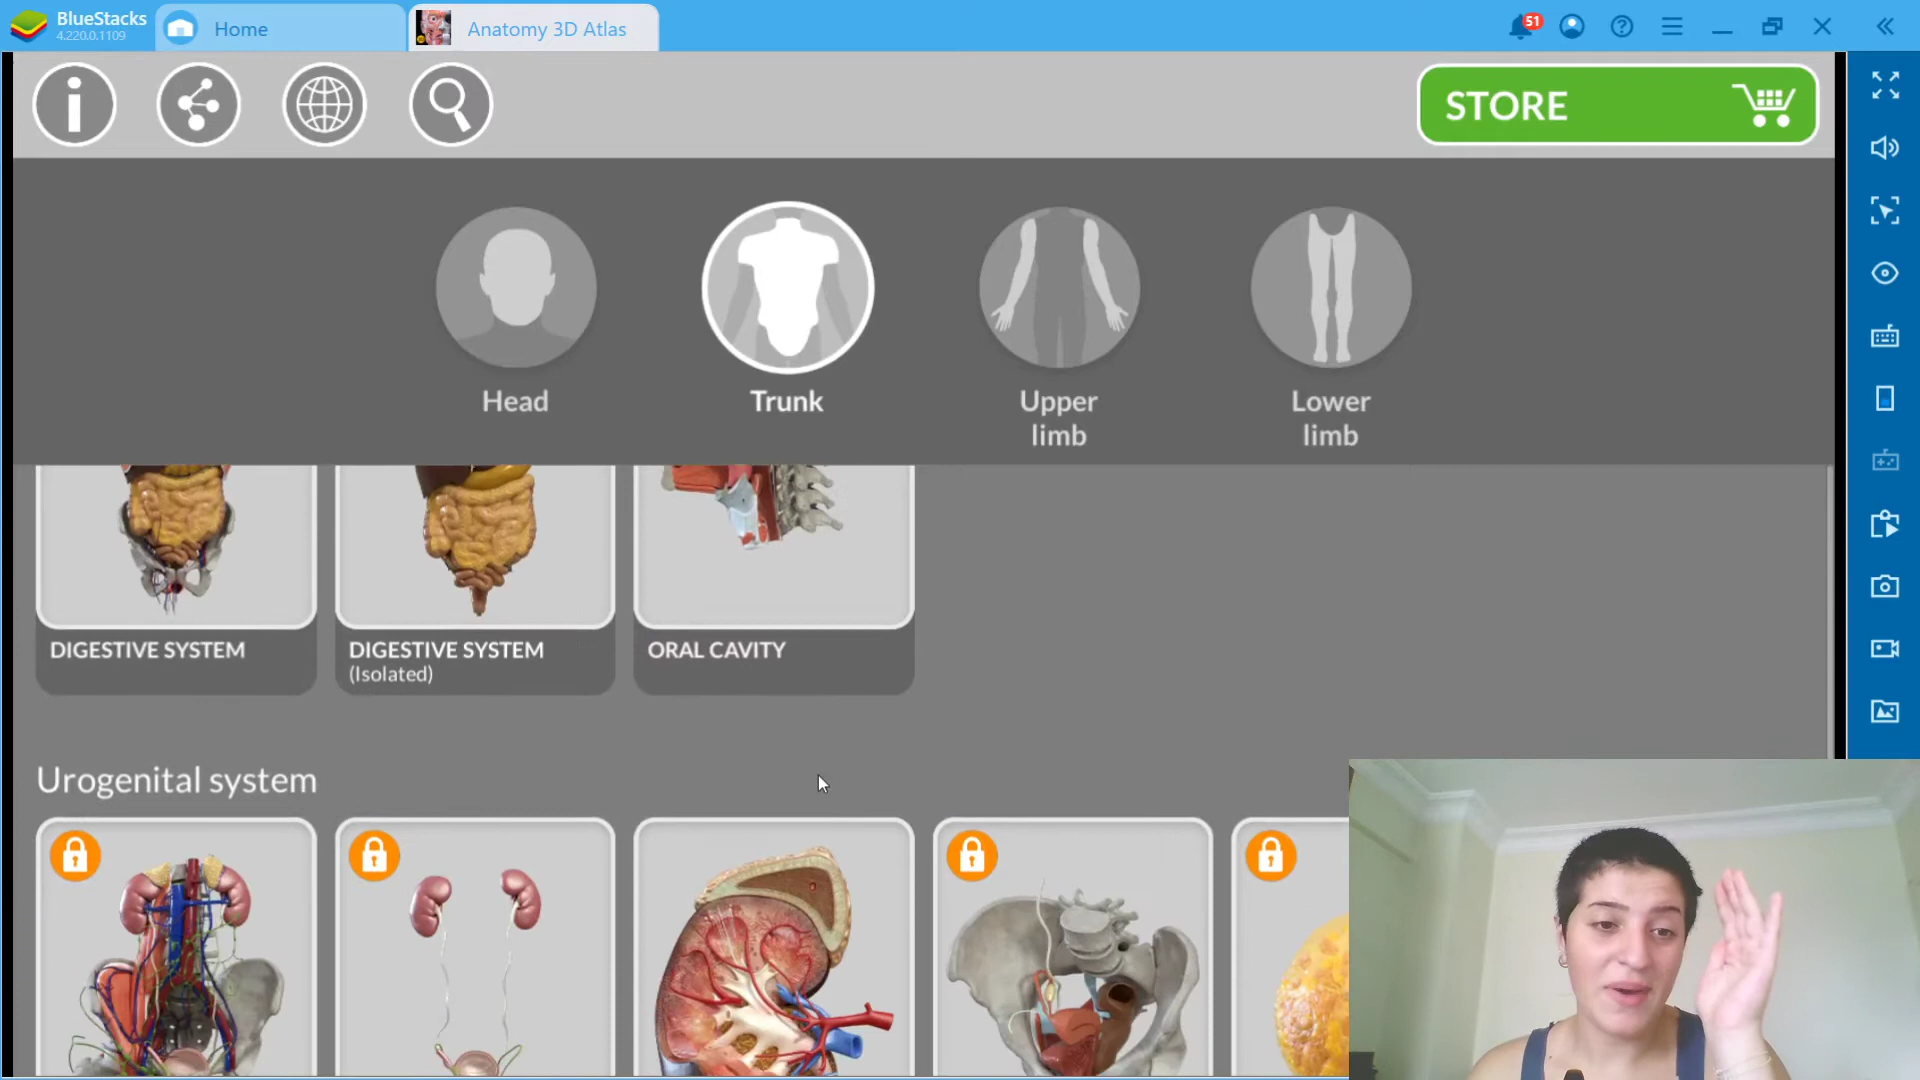 BlueStacks
4.220.0.1109
Home
Anatomy 3D Atlas
51
STORE
Head
Trunk
Upper
limb
Lower
limb
DIGESTIVE SYSTEM
DIGESTIVE SYSTEM
(Isolated)
ORAL CAVITY
Urogenital system